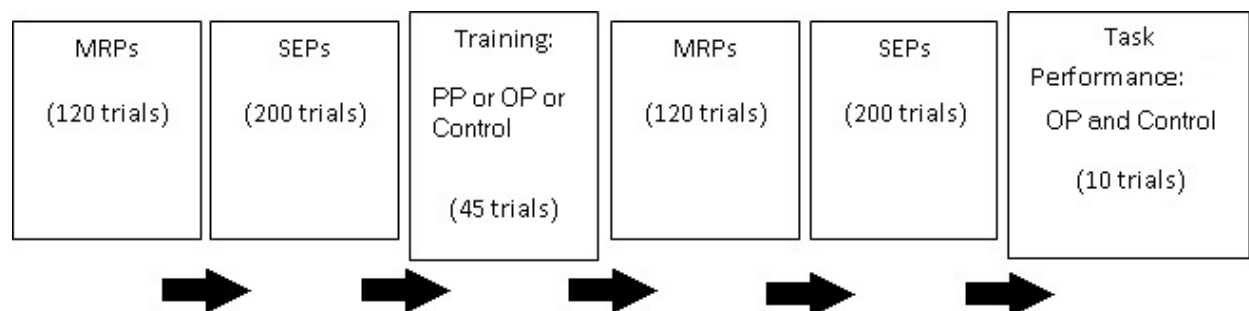 MRPs
(120 trials)
SEPs
(200 trials)
Training:
PP or OP or
Control
(45 trials)
MRPs
(120 trials)
SEPs
(200 trials)
Task
Performance:
OP and Control
(10 trials)